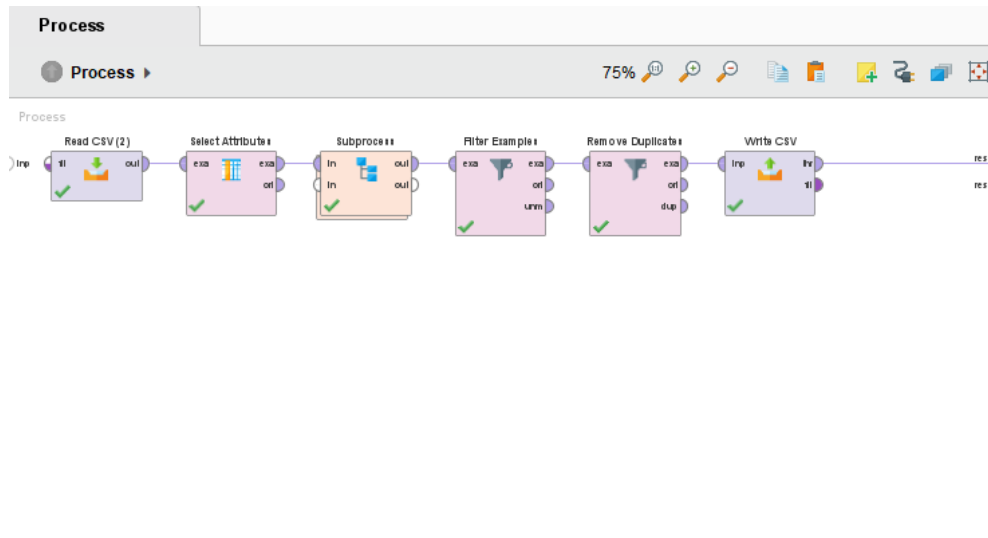 Process
Process
75%
Process
Read CSV (2)
Select Attributes
Subprocess
Filter Examples
Remove Duplicates
Write CSV
inp
fil
out
exa
exa
ori
in
out
in
out
exa
exa
ori
unm
exa
exa
ori
dup
inp
thr
fil
res
res